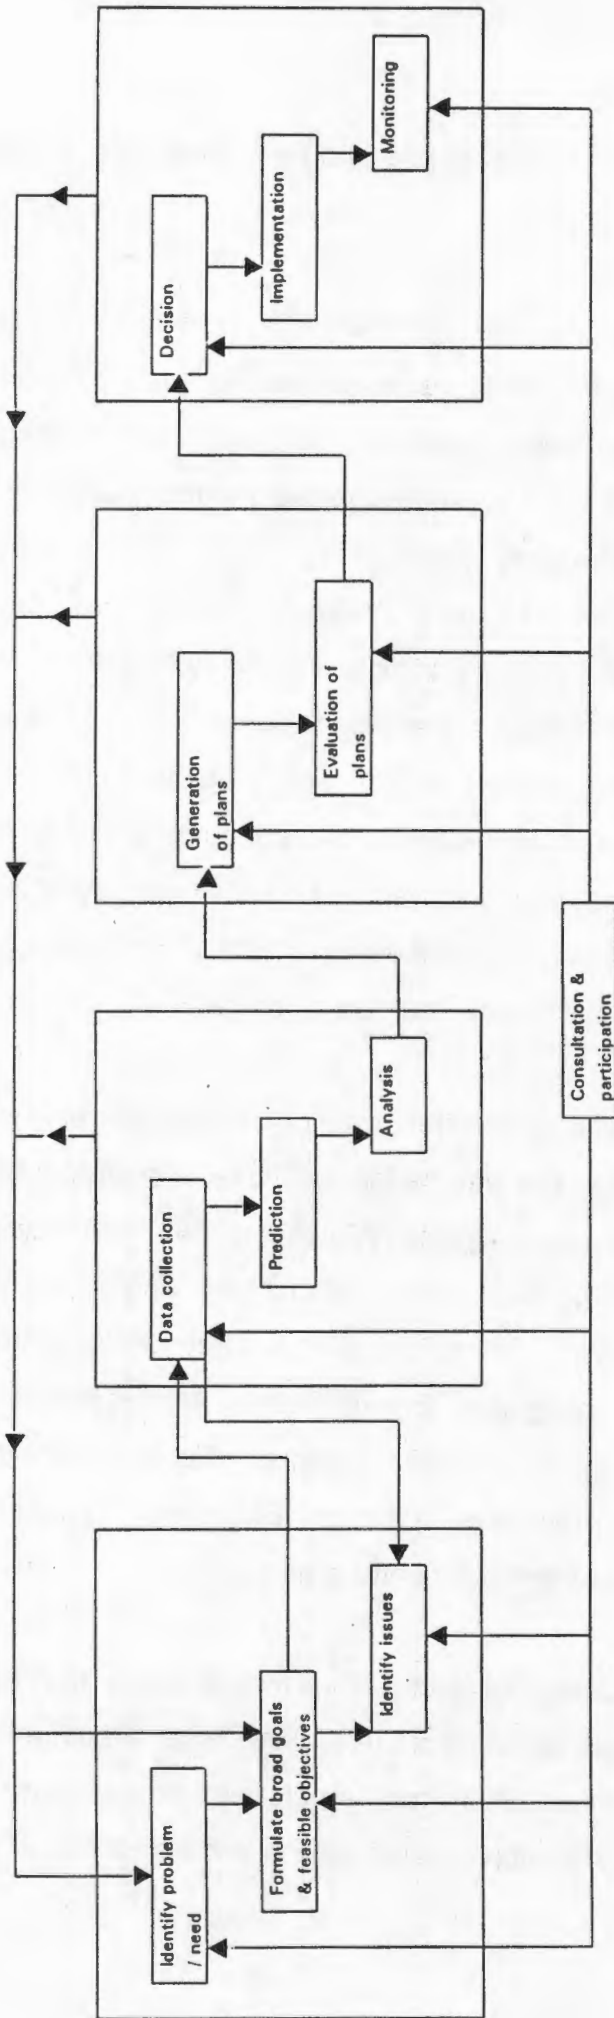 Identify problem
/ need
Formulate broad goals
& feasible objectives
Identify issues
Data collection
Prediction
Analysis
Generation
of plans
Evaluation of
plans
Decision
Implementation
Monitoring
Consultation &
participation